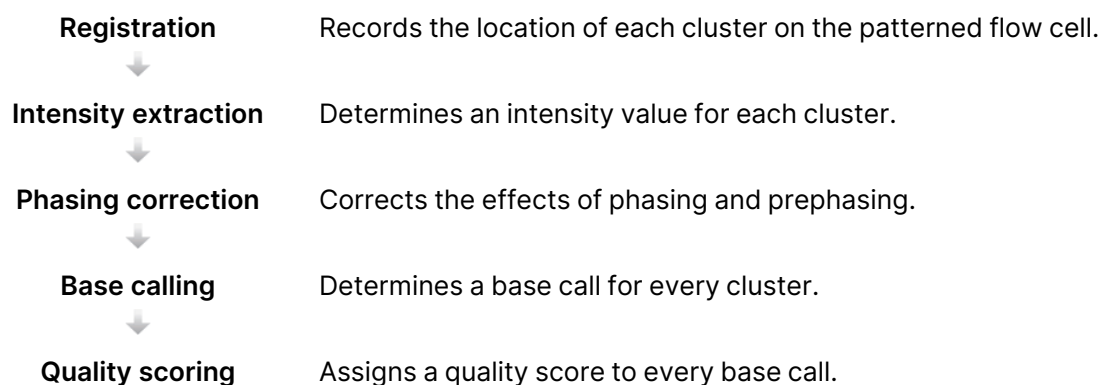 Registration Records the location of each cluster on the patterned flow cell.
Intensity extraction Determines an intensity value for each cluster.
Phasing correction Corrects the effects of phasing and prephasing.
Base calling Determines a base call for every cluster.
Quality scoring Assigns a quality score to every base call.